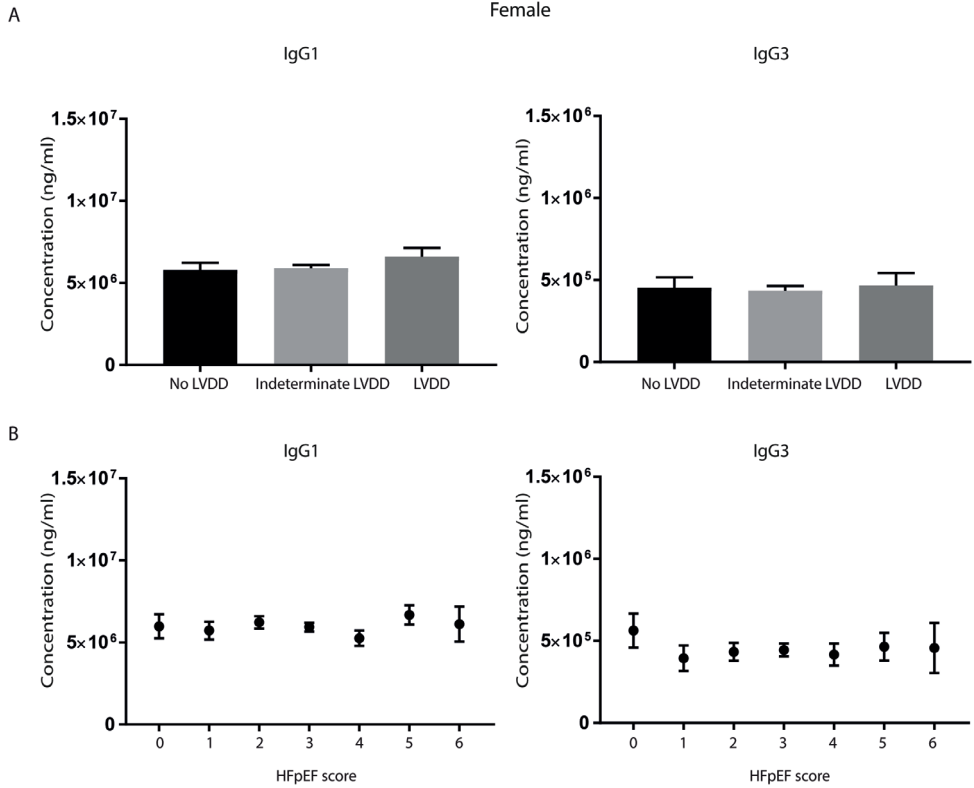 A
Female
IgG1
IgG3
Concentration (ng/ml)
1.5×10⁷
1×10⁷
5×10⁶
0
No LVDD
Indeterminate LVDD
LVDD
Concentration (ng/ml)
1.5×10⁶
1×10⁶
5×10⁵
0
No LVDD
Indeterminate LVDD
LVDD
B
IgG1
IgG3
Concentration (ng/ml)
1.5×10⁷
1×10⁷
5×10⁶
0
0 1 2 3 4 5 6
HFpEF score
Concentration (ng/ml)
1.5×10⁶
1×10⁶
5×10⁵
0
0 1 2 3 4 5 6
HFpEF score